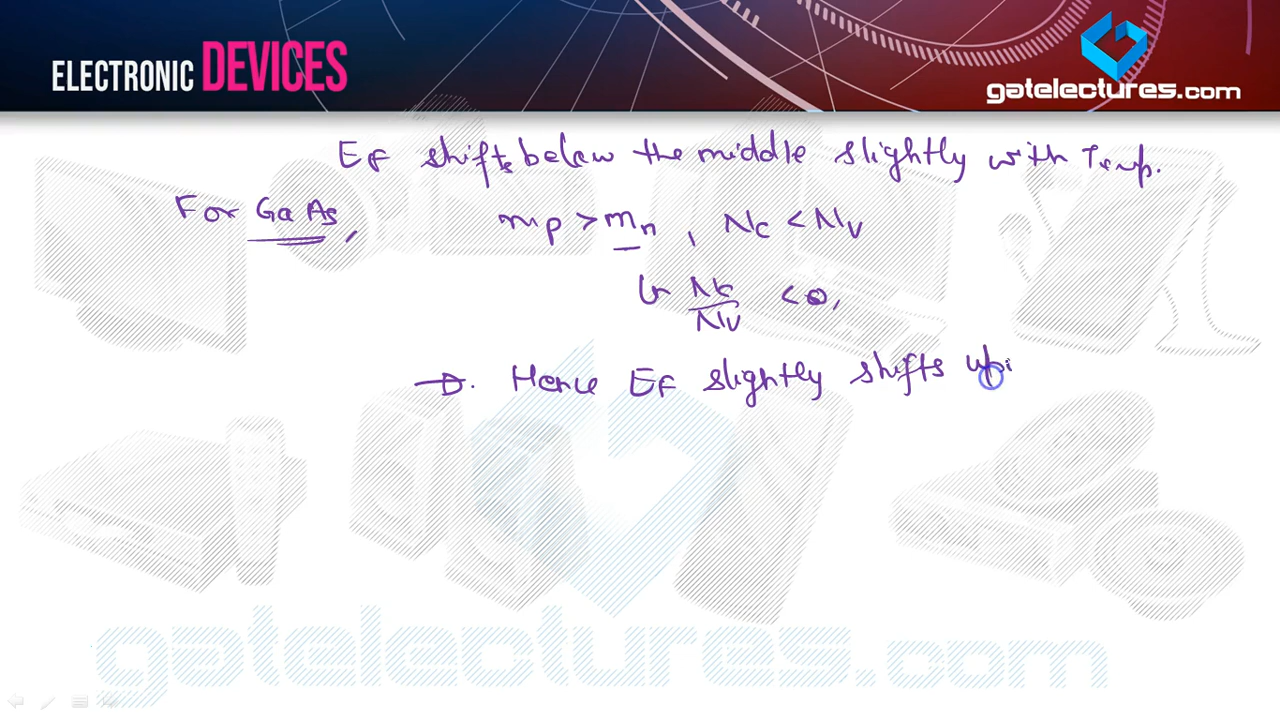 ELECTRONIC DEVICES
gatelectures.com
EF shifts below the middle slightly with Temp.
For GaAs, mp > mn , Nc < Nv
ln Nc/Nv < 0,
Hence EF slightly shifts
gatelectures.com